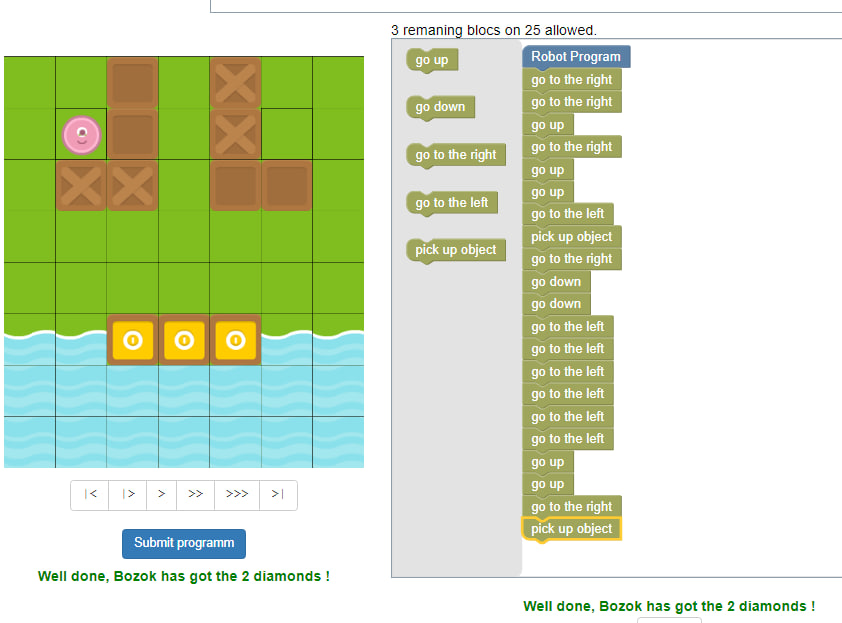 3 remaning blocs on 25 allowed.
go up
go down
go to the right
go to the left
pick up object
Robot Program
go to the right
go to the right
go up
go to the right
go up
go up
go to the left
pick up object
go to the right
go down
go down
go to the left
go to the left
go to the left
go to the left
go to the left
go to the left
go up
go up
go to the right
pick up object
|< |> > >> >>> >|
Submit programm
Well done, Bozok has got the 2 diamonds !
Well done, Bozok has got the 2 diamonds !